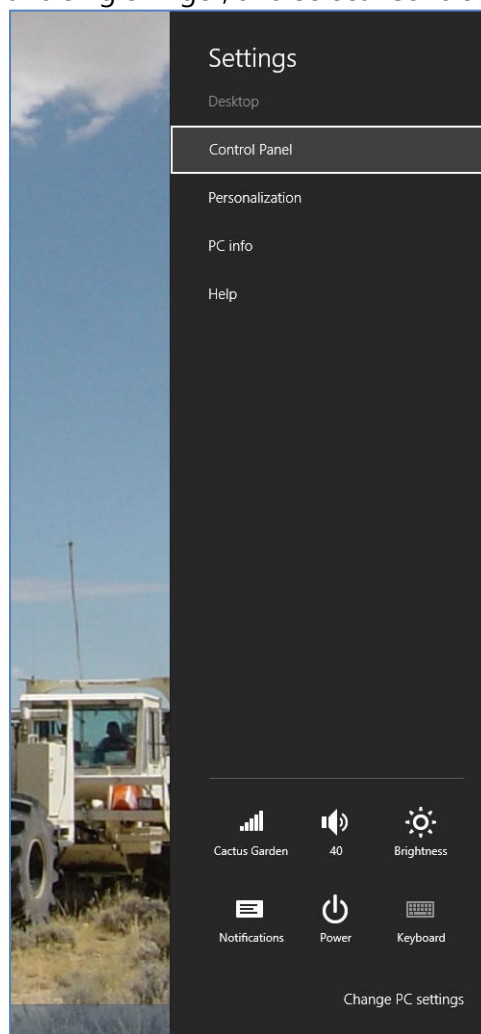 Settings
Desktop
Control Panel
Personalization
PC info
Help
Cactus Garden
40
Brightness
Notifications
Power
Keyboard
Change PC settings